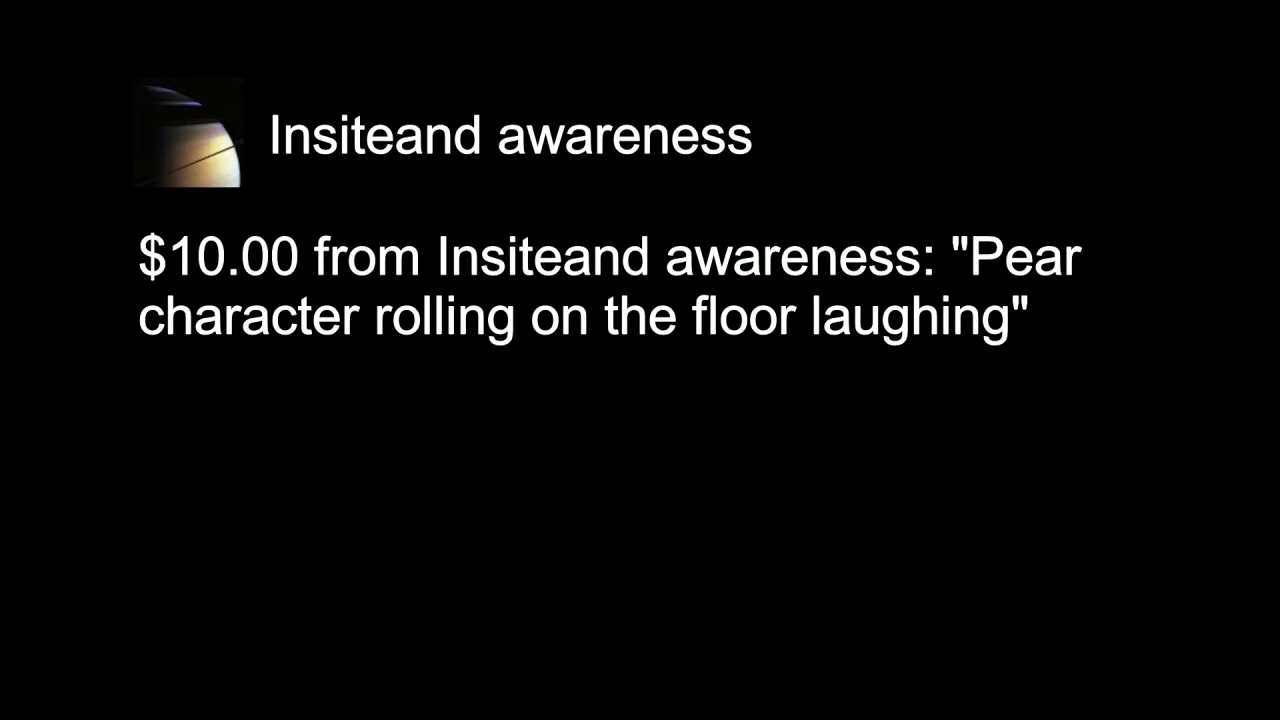 Insiteand awareness
$10.00 from Insiteand awareness: "Pear
character rolling on the floor laughing"